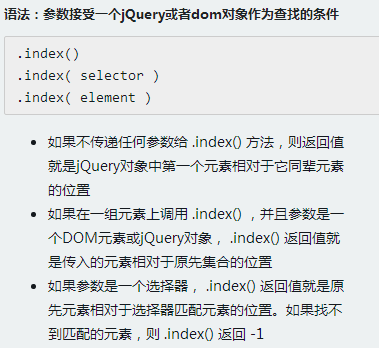 语法：参数接受一个jQuery或者dom对象作为查找的条件
.index()
.index( selector )
.index( element )
如果不传递任何参数给 .index() 方法，则返回值
就是jQuery对象中第一个元素相对于它同辈元素
的位置
如果在一组元素上调用 .index() ，并且参数是一
个DOM元素或jQuery对象， .index() 返回值就
是传入的元素相对于原先集合的位置
如果参数是一个选择器， .index() 返回值就是原
先元素相对于选择器匹配元素的位置。如果找不
到匹配的元素，则 .index() 返回 -1